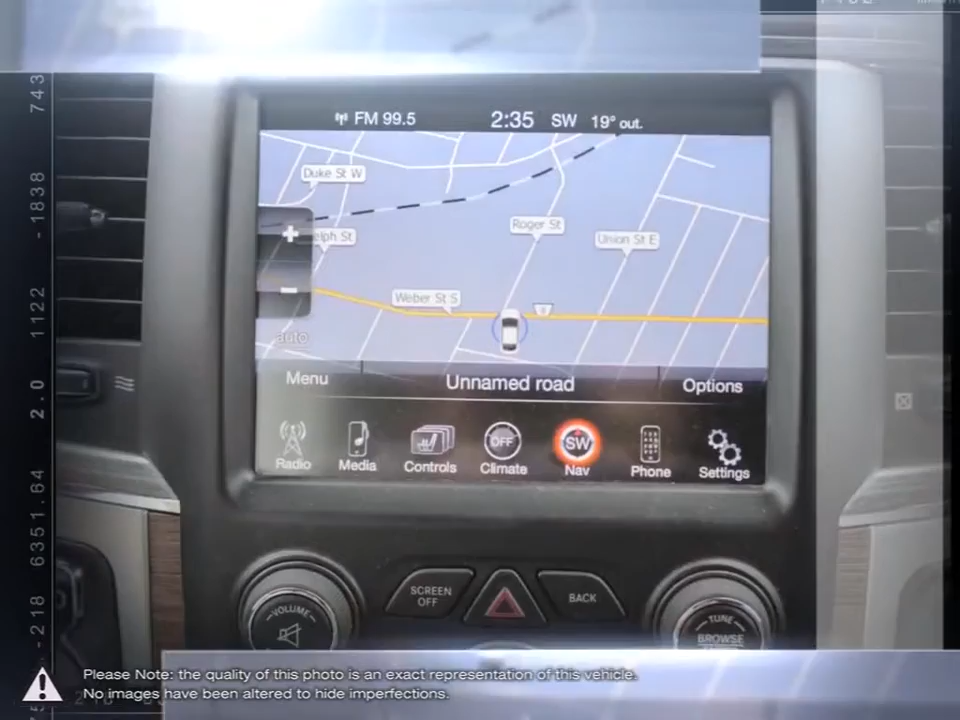 FM 99.5 2:35 SW 19° out.
743
-1838
1122
2.0
6351.64
-218
Duke St W
elph St
Roger St
Union St E
Weber St S
auto
Menu Unnamed road Options
OFF SW
Radio Media Controls Climate Nav Phone Settings
SCREEN OFF
BACK
VOLUME
TUNE
BROWSE
Please Note: the quality of this photo is an exact representation of this vehicle.
No images have been altered to hide imperfections.